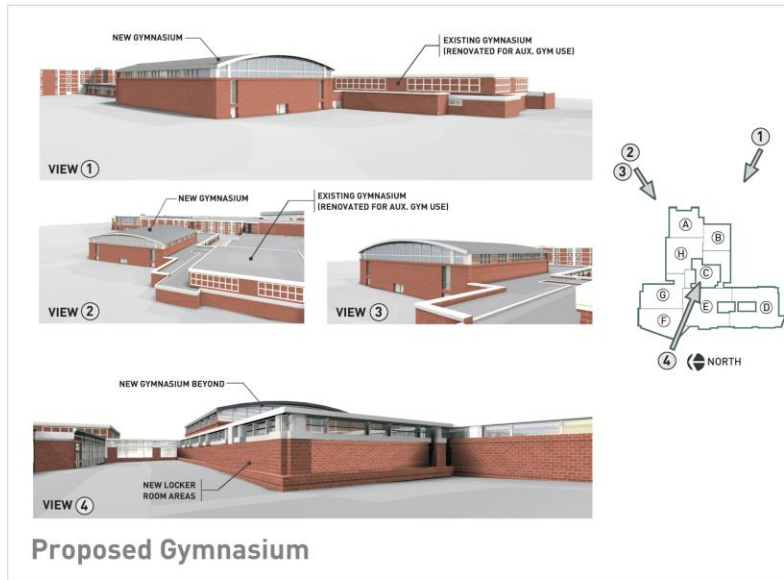 NEW GYMNASIUM
EXISTING GYMNASIUM
(RENOVATED FOR AUX. GYM USE)
VIEW 1
NEW GYMNASIUM
EXISTING GYMNASIUM
(RENOVATED FOR AUX. GYM USE)
VIEW 2
VIEW 3
1
2
3
A
B
H
C
G
E
D
F
4
NORTH
NEW GYMNASIUM BEYOND
NEW LOCKER
ROOM AREAS
VIEW 4
Proposed Gymnasium